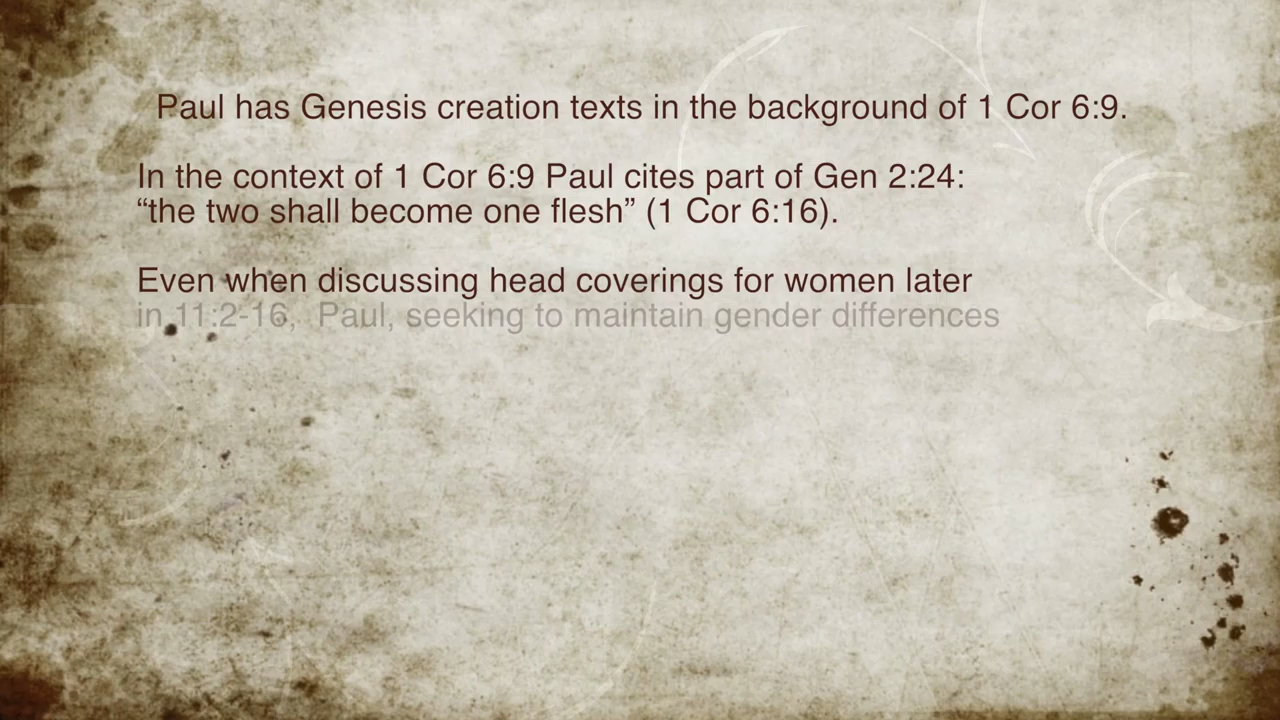 Paul has Genesis creation texts in the background of 1 Cor 6:9.
In the context of 1 Cor 6:9 Paul cites part of Gen 2:24:
“the two shall become one flesh” (1 Cor 6:16).
Even when discussing head coverings for women later
in 11:2-16,  Paul, seeking to maintain gender differences